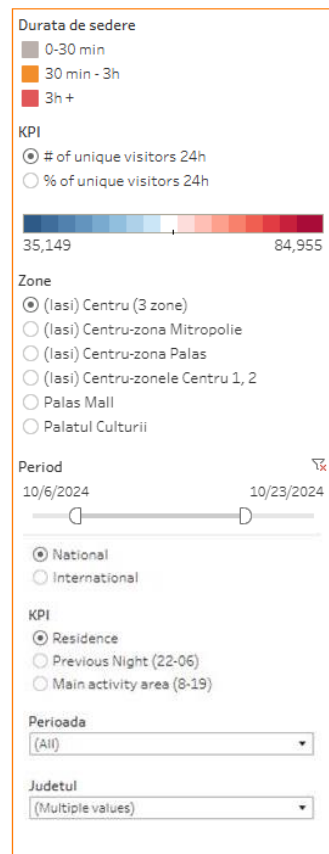 Durata de sedere
0-30 min
30 min - 3h
3h +
KPI
# of unique visitors 24h
% of unique visitors 24h
35,149 84,955
Zone
(Iasi) Centru (3 zone)
(Iasi) Centru-zona Mitropolie
(Iasi) Centru-zona Palas
(Iasi) Centru-zonele Centru 1, 2
Palas Mall
Palatul Culturii
Period
10/6/2024 10/23/2024
National
International
KPI
Residence
Previous Night (22-06)
Main activity area (8-19)
Perioada
(All)
Judetul
(Multiple values)